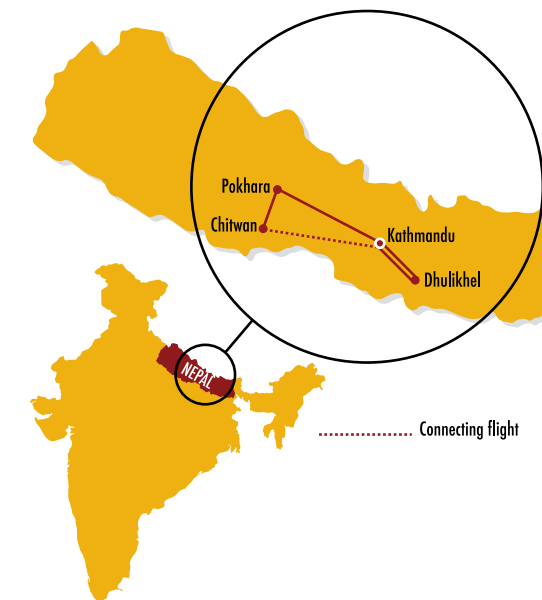 Pokhara
Chitwan
Kathmandu
Dhulikhel
NEPAL
Connecting flight